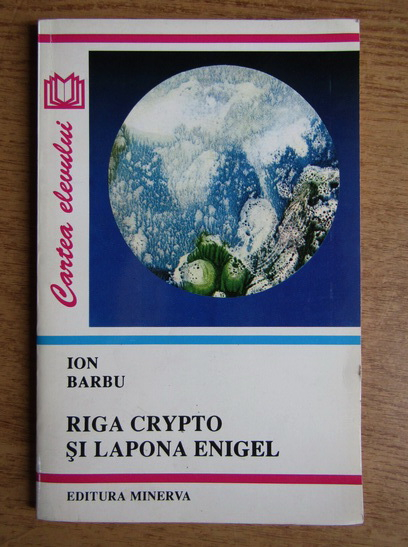 Cartea elevului
ION
BARBU
RIGA CRYPTO
ŞI LAPONA ENIGEL
EDITURA MINERVA